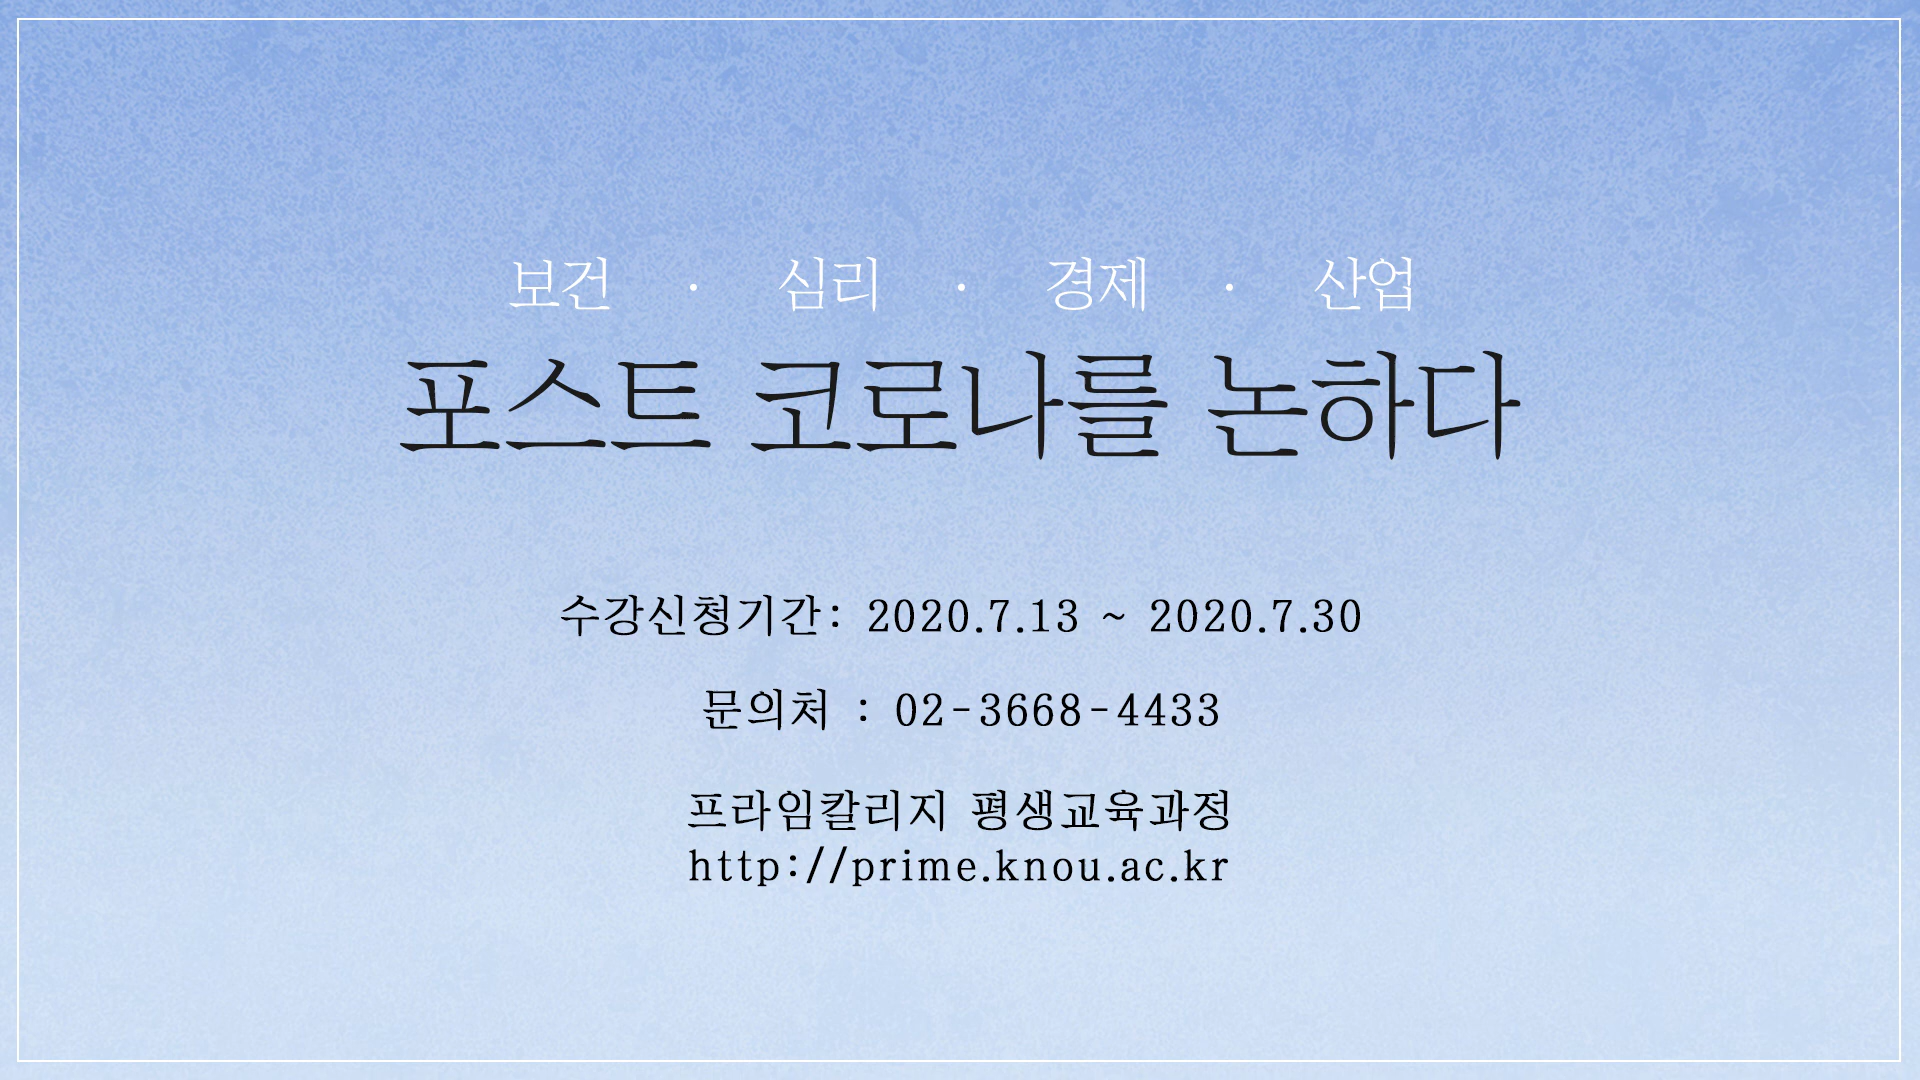 보건 · 심리 · 경제 · 산업
포스트 코로나를 논하다
수강신청기간: 2020.7.13 ~ 2020.7.30
문의처 : 02-3668-4433
프라임칼리지 평생교육과정
http://prime.knou.ac.kr